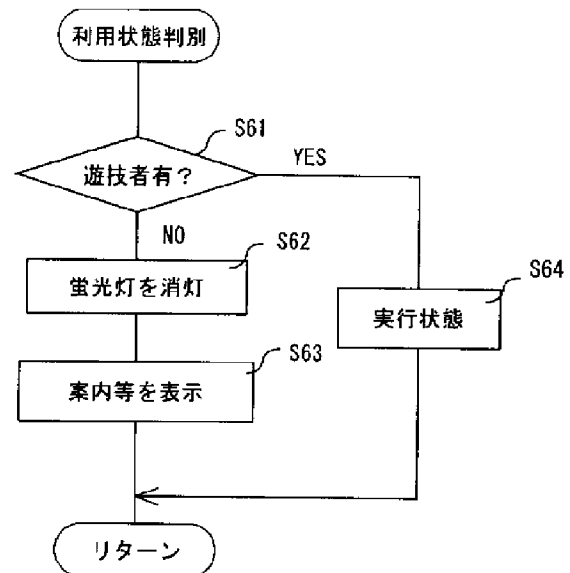 利用状態判別
S61
遊技者有?
YES
NO
S62
蛍光灯を消灯
S64
実行状態
S63
案内等を表示
リターン